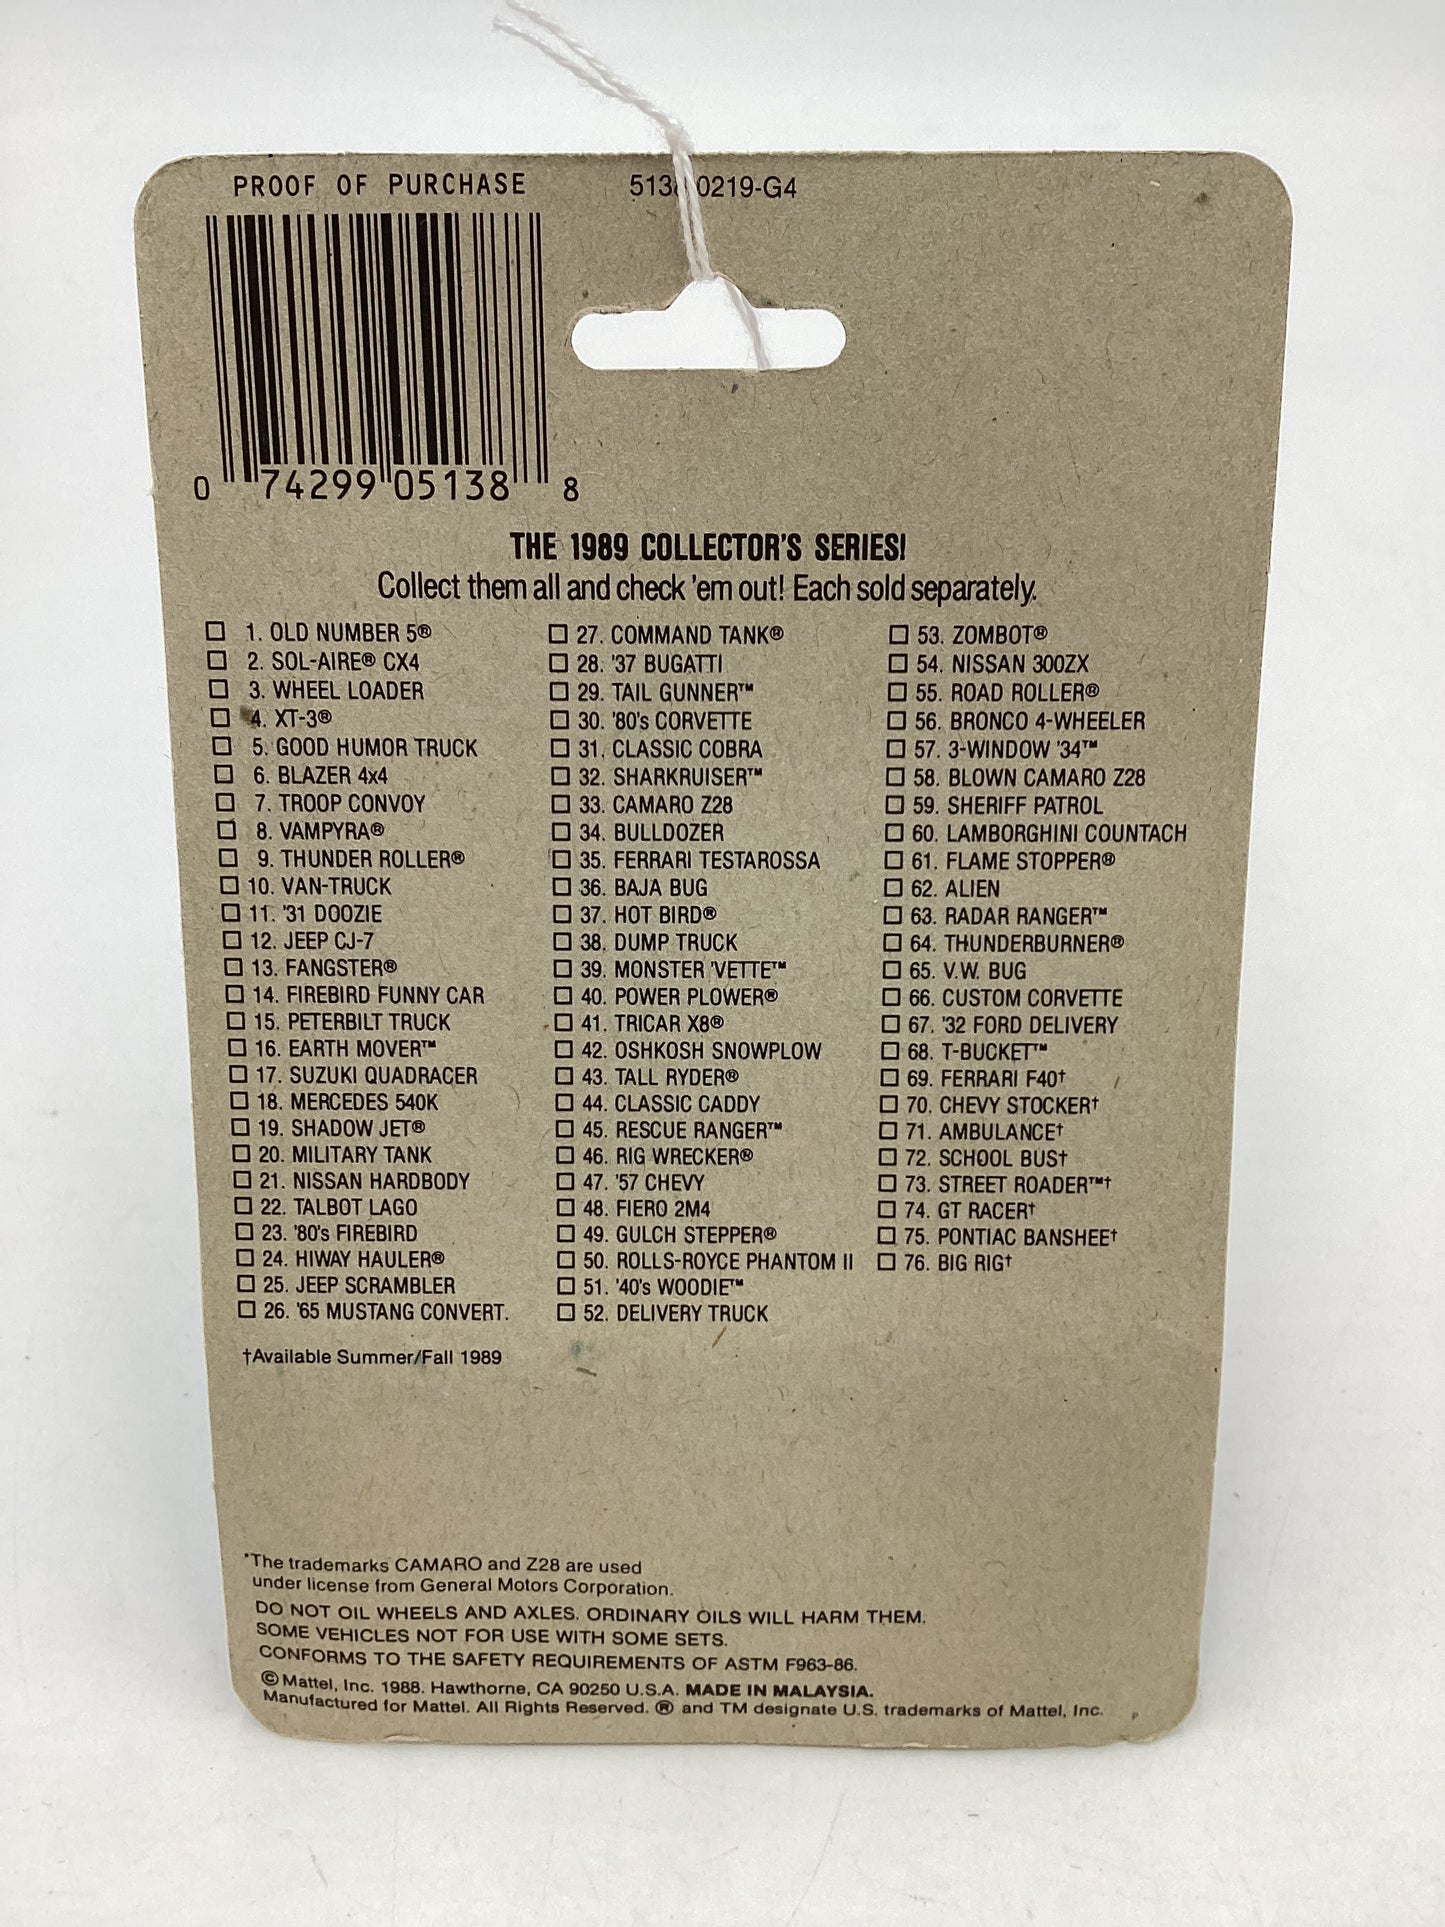 PROOF OF PURCHASE 5138-0219-G4
0 74299 05138 8
THE 1989 COLLECTOR'S SERIES!
Collect them all and check 'em out! Each sold separately.
1. OLD NUMBER 5®
2. SOL-AIRE® CX4
3. WHEEL LOADER
4. XT-3®
5. GOOD HUMOR TRUCK
6. BLAZER 4x4
7. TROOP CONVOY
8. VAMPYRA®
9. THUNDER ROLLER®
10. VAN-TRUCK
11. '31 DOOZIE
12. JEEP CJ-7
13. FANGSTER®
14. FIREBIRD FUNNY CAR
15. PETERBILT TRUCK
16. EARTH MOVER™
17. SUZUKI QUADRACER
18. MERCEDES 540K
19. SHADOW JET®
20. MILITARY TANK
21. NISSAN HARDBODY
22. TALBOT LAGO
23. '80's FIREBIRD
24. HIWAY HAULER®
25. JEEP SCRAMBLER
26. '65 MUSTANG CONVERT.
27. COMMAND TANK®
28. '37 BUGATTI
29. TAIL GUNNER™
30. '80's CORVETTE
31. CLASSIC COBRA
32. SHARKRUISER™
33. CAMARO Z28
34. BULLDOZER
35. FERRARI TESTAROSSA
36. BAJA BUG
37. HOT BIRD®
38. DUMP TRUCK
39. MONSTER 'VETTE™
40. POWER PLOWER®
41. TRICAR X8®
42. OSHKOSH SNOWPLOW
43. TALL RYDER®
44. CLASSIC CADDY
45. RESCUE RANGER™
46. RIG WRECKER®
47. '57 CHEVY
48. FIERO 2M4
49. GULCH STEPPER®
50. ROLLS-ROYCE PHANTOM II
51. '40's WOODIE™
52. DELIVERY TRUCK
53. ZOMBOT®
54. NISSAN 300ZX
55. ROAD ROLLER®
56. BRONCO 4-WHEELER
57. 3-WINDOW '34™
58. BLOWN CAMARO Z28
59. SHERIFF PATROL
60. LAMBORGHINI COUNTACH
61. FLAME STOPPER®
62. ALIEN
63. RADAR RANGER™
64. THUNDERBURNER®
65. V.W. BUG
66. CUSTOM CORVETTE
67. '32 FORD DELIVERY
68. T-BUCKET™
69. FERRARI F40†
70. CHEVY STOCKER†
71. AMBULANCE†
72. SCHOOL BUS†
73. STREET ROADER™†
74. GT RACER†
75. PONTIAC BANSHEE†
76. BIG RIG†
†Available Summer/Fall 1989
*The trademarks CAMARO and Z28 are used
under license from General Motors Corporation.
DO NOT OIL WHEELS AND AXLES. ORDINARY OILS WILL HARM THEM.
SOME VEHICLES NOT FOR USE WITH SOME SETS.
CONFORMS TO THE SAFETY REQUIREMENTS OF ASTM F963-86.
© Mattel, Inc. 1988. Hawthorne, CA 90250 U.S.A. MADE IN MALAYSIA.
Manufactured for Mattel. All Rights Reserved. ® and TM designate U.S. trademarks of Mattel, Inc. P